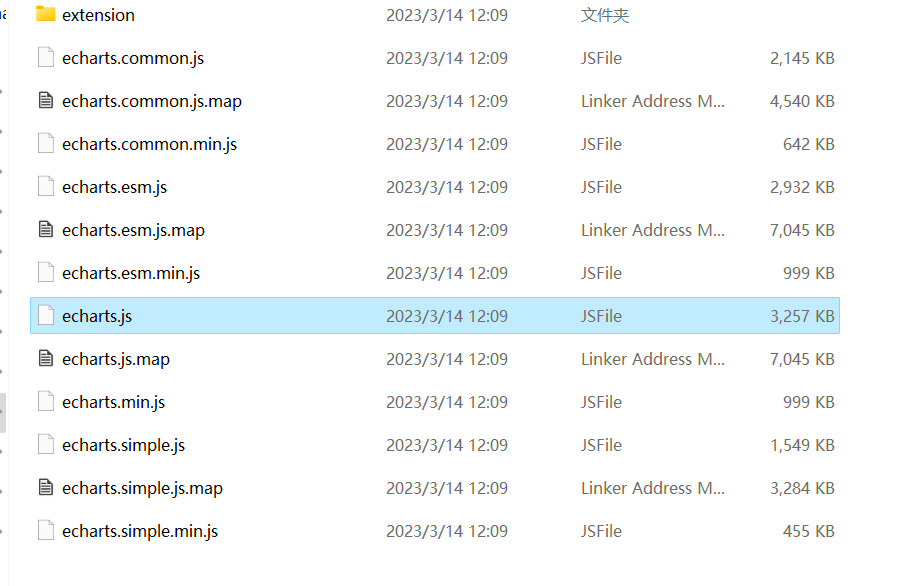 extension 2023/3/14 12:09 文件夹
echarts.common.js 2023/3/14 12:09 JSFile 2,145 KB
echarts.common.js.map 2023/3/14 12:09 Linker Address M... 4,540 KB
echarts.common.min.js 2023/3/14 12:09 JSFile 642 KB
echarts.esm.js 2023/3/14 12:09 JSFile 2,932 KB
echarts.esm.js.map 2023/3/14 12:09 Linker Address M... 7,045 KB
echarts.esm.min.js 2023/3/14 12:09 JSFile 999 KB
echarts.js 2023/3/14 12:09 JSFile 3,257 KB
echarts.js.map 2023/3/14 12:09 Linker Address M... 7,045 KB
echarts.min.js 2023/3/14 12:09 JSFile 999 KB
echarts.simple.js 2023/3/14 12:09 JSFile 1,549 KB
echarts.simple.js.map 2023/3/14 12:09 Linker Address M... 3,284 KB
echarts.simple.min.js 2023/3/14 12:09 JSFile 455 KB